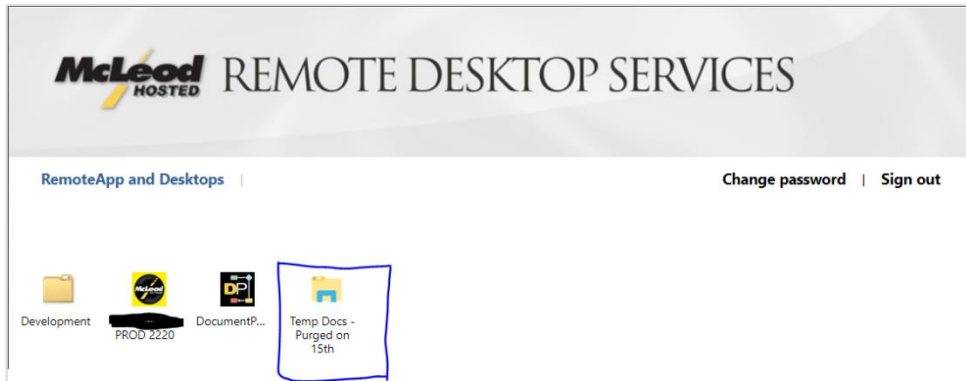 McLeod HOSTED REMOTE DESKTOP SERVICES
RemoteApp and Desktops | Change password | Sign out
Development
PROD 2220
DocumentP...
Temp Docs -
Purged on
15th
McLeod
DP